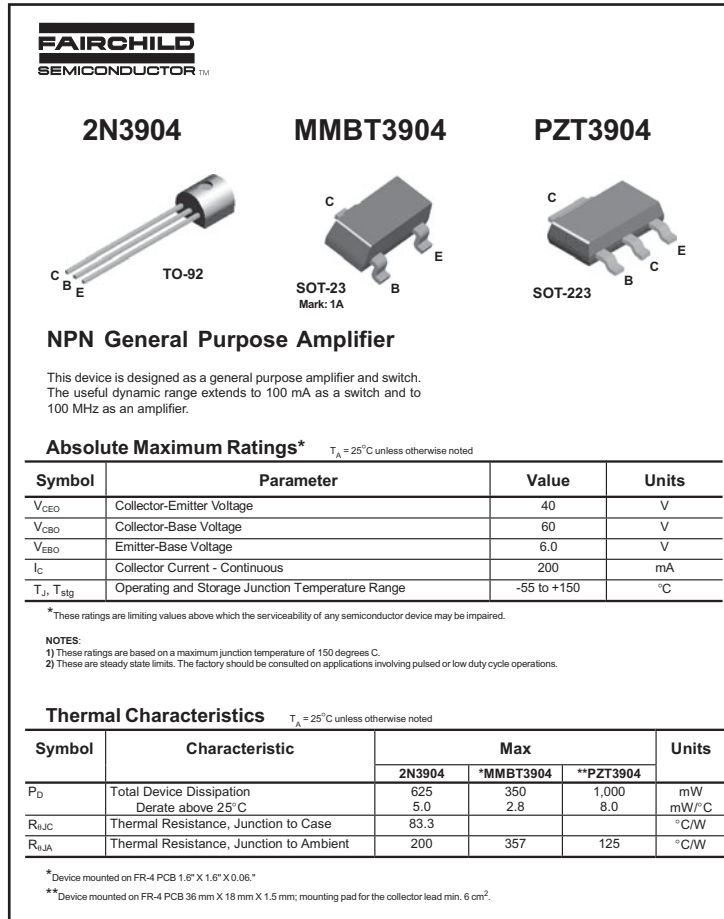 FAIRCHILD
SEMICONDUCTOR TM
2N3904 MMBT3904 PZT3904
C
B
E
TO-92
C
E
B
SOT-23
Mark: 1A
C
E
C
B
SOT-223
NPN General Purpose Amplifier
This device is designed as a general purpose amplifier and switch.
The useful dynamic range extends to 100 mA as a switch and to
100 MHz as an amplifier.
Absolute Maximum Ratings* TA = 25°C unless otherwise noted
Symbol Parameter Value Units
VCEO Collector-Emitter Voltage 40 V
VCBO Collector-Base Voltage 60 V
VEBO Emitter-Base Voltage 6.0 V
IC Collector Current - Continuous 200 mA
TJ, Tstg Operating and Storage Junction Temperature Range -55 to +150 °C
*These ratings are limiting values above which the serviceability of any semiconductor device may be impaired.
NOTES:
1) These ratings are based on a maximum junction temperature of 150 degrees C.
2) These are steady state limits. The factory should be consulted on applications involving pulsed or low duty cycle operations.
Thermal Characteristics TA = 25°C unless otherwise noted
Symbol Characteristic Max Units
2N3904 *MMBT3904 **PZT3904
PD Total Device Dissipation 625 350 1,000 mW
Derate above 25°C 5.0 2.8 8.0 mW/°C
RθJC Thermal Resistance, Junction to Case 83.3 °C/W
RθJA Thermal Resistance, Junction to Ambient 200 357 125 °C/W
*Device mounted on FR-4 PCB 1.6" X 1.6" X 0.06."
**Device mounted on FR-4 PCB 36 mm X 18 mm X 1.5 mm; mounting pad for the collector lead min. 6 cm².